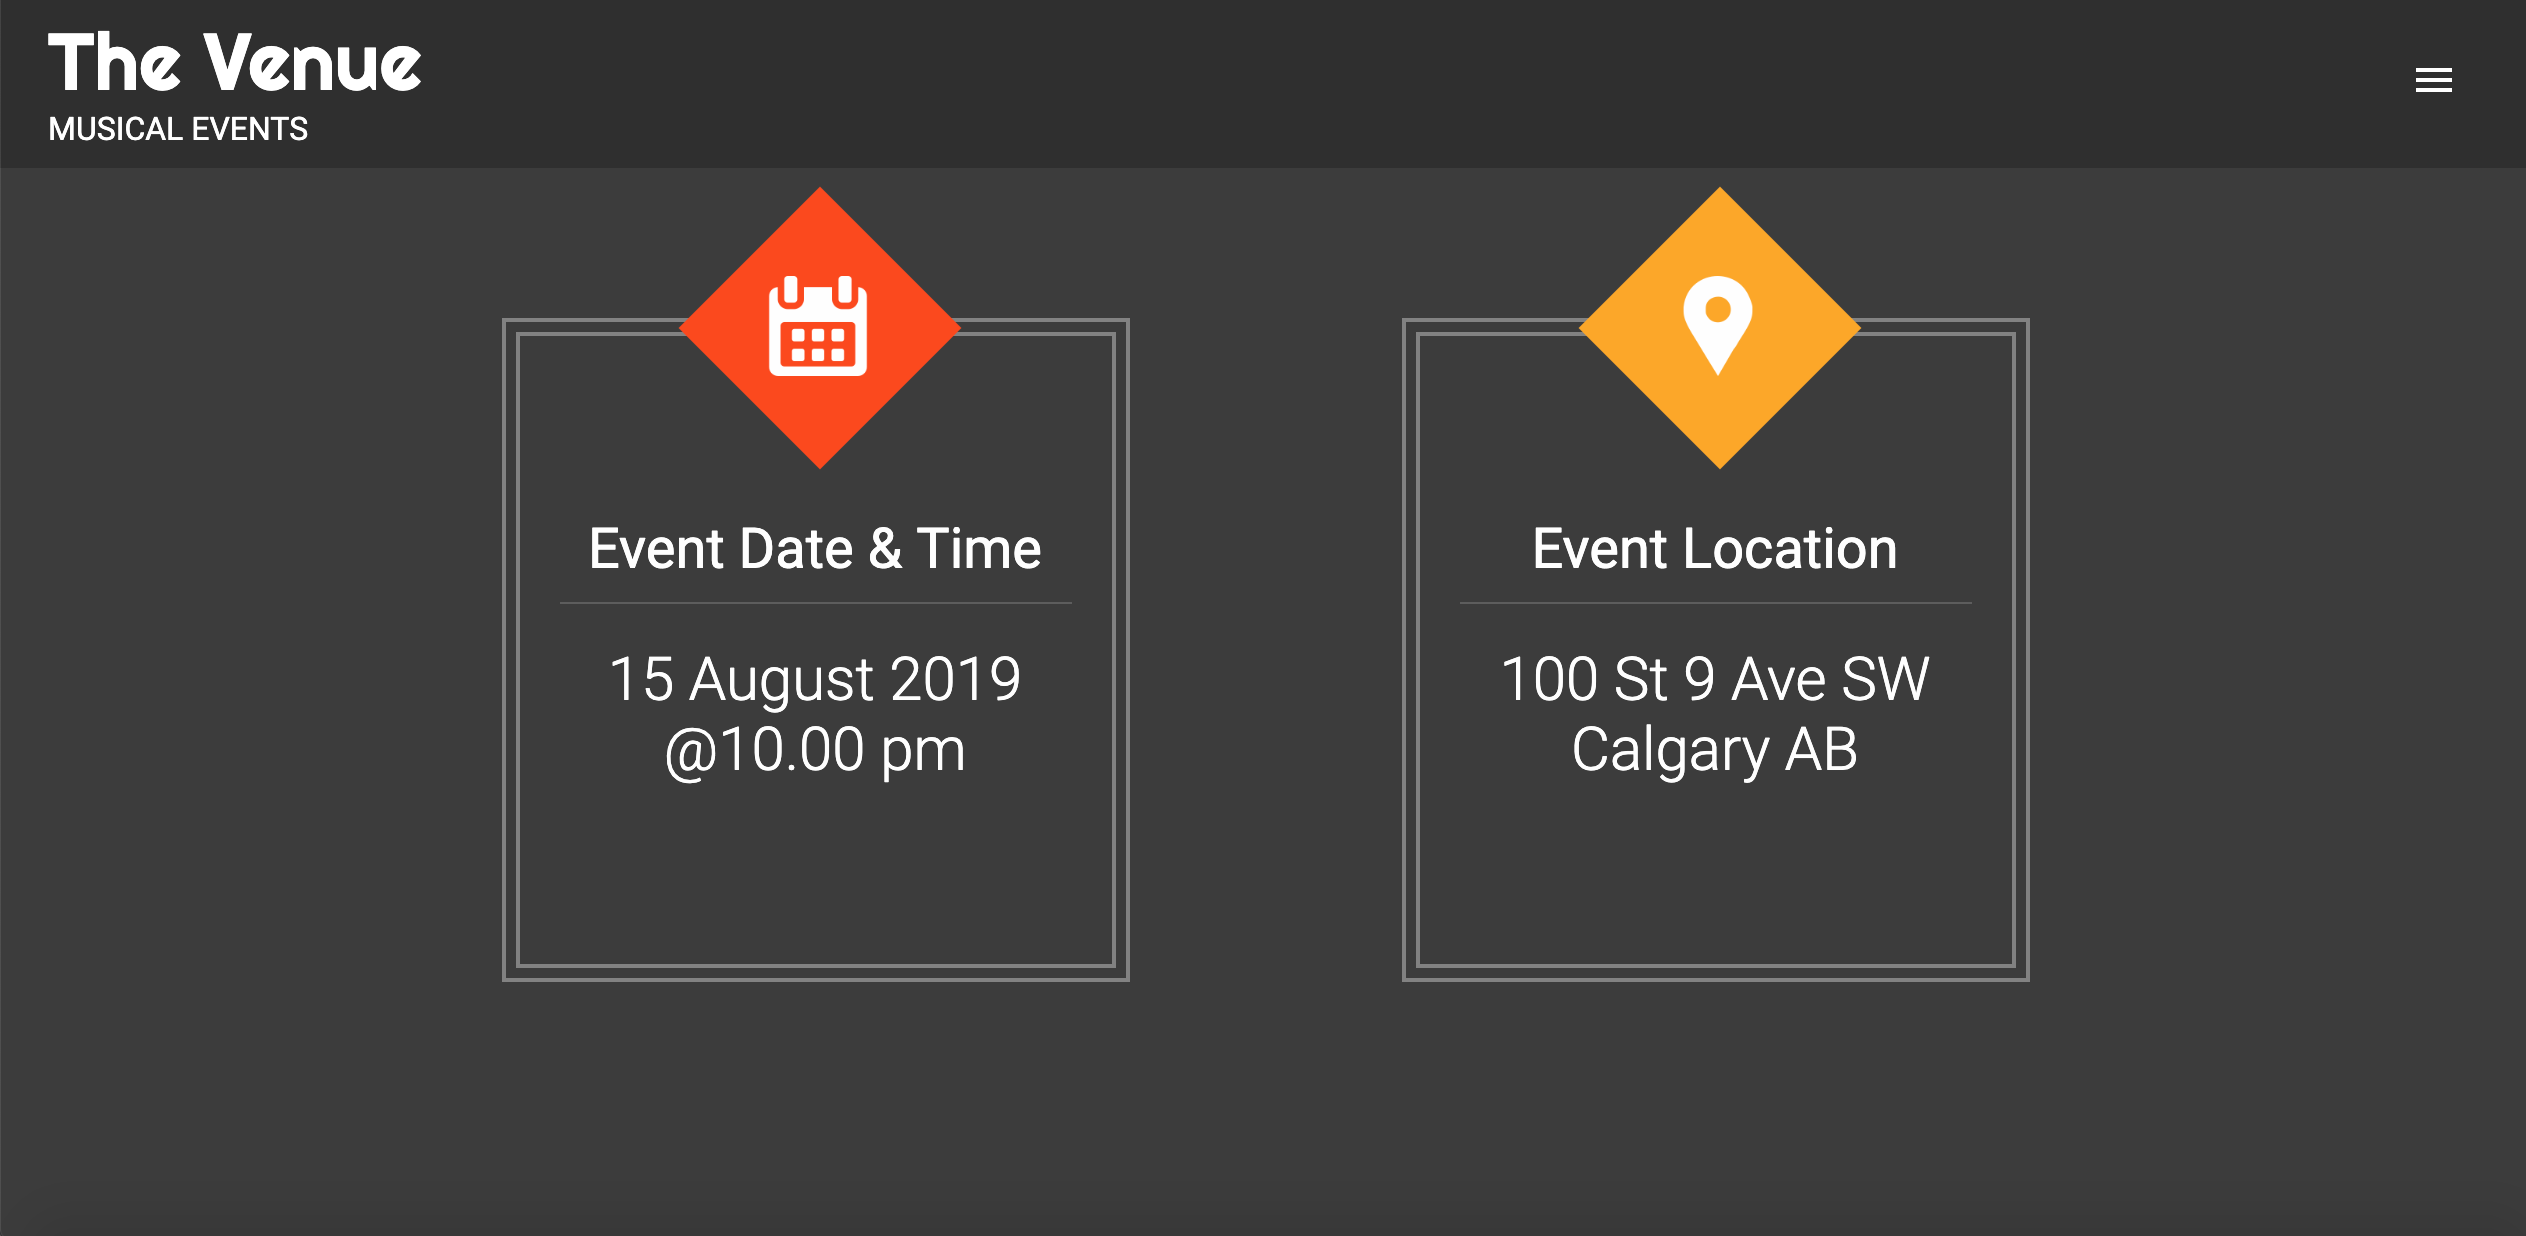 The Venue
MUSICAL EVENTS
Event Date & Time
15 August 2019
@10.00 pm
Event Location
100 St 9 Ave SW
Calgary AB